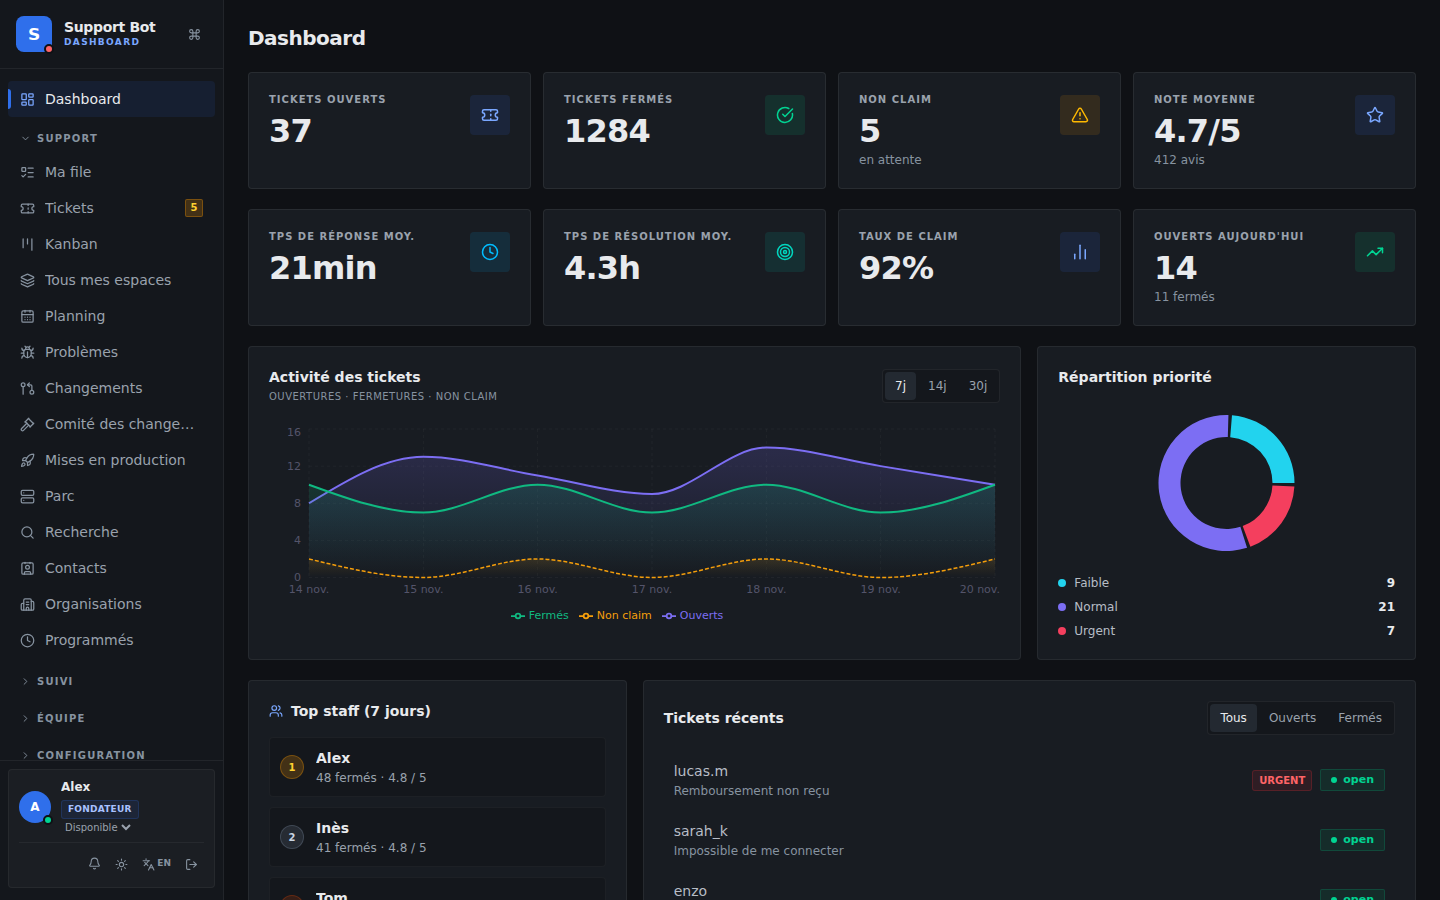 S
Support Bot
DASHBOARD
⌘
Dashboard
SUPPORT
Ma file
Tickets
5
Kanban
Tous mes espaces
Planning
Problèmes
Changements
Comité des change...
Mises en production
Parc
Recherche
Contacts
Organisations
Programmés
SUIVI
ÉQUIPE
CONFIGURATION
A
Alex
FONDATEUR
Disponible
EN
Dashboard
TICKETS OUVERTS
37
TICKETS FERMÉS
1284
NON CLAIM
5
en attente
NOTE MOYENNE
4.7/5
412 avis
TPS DE RÉPONSE MOY.
21min
TPS DE RÉSOLUTION MOY.
4.3h
TAUX DE CLAIM
92%
OUVERTS AUJOURD'HUI
14
11 fermés
Activité des tickets
OUVERTURES · FERMETURES · NON CLAIM
7j 14j 30j
16
12
8
4
0
14 nov. 15 nov. 16 nov. 17 nov. 18 nov. 19 nov. 20 nov.
Fermés Non claim Ouverts
Répartition priorité
Faible 9
Normal 21
Urgent 7
Top staff (7 jours)
1
Alex
48 fermés · 4.8 / 5
2
Inès
41 fermés · 4.8 / 5
Tom
Tickets récents
Tous Ouverts Fermés
lucas.m
Remboursement non reçu
URGENT open
sarah_k
Impossible de me connecter
open
enzo
open